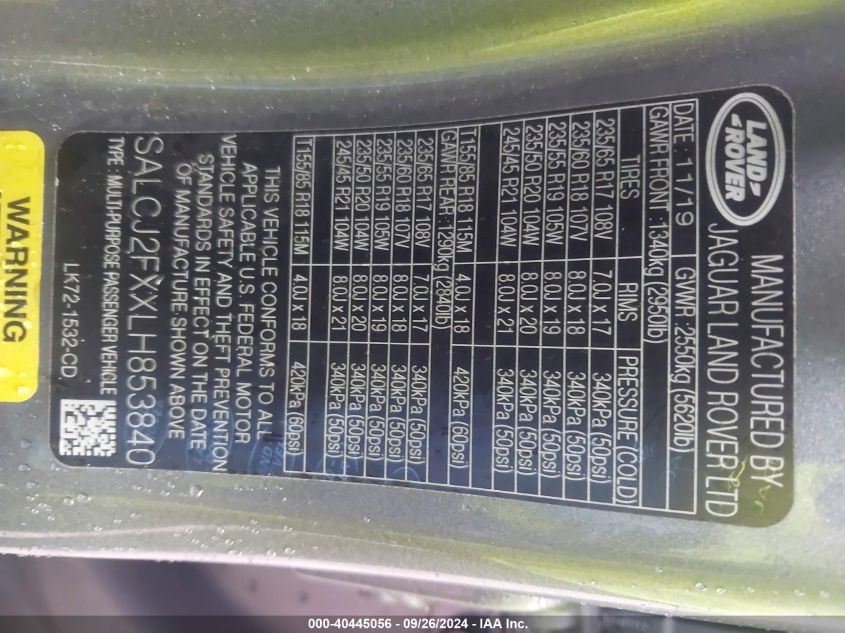 LAND
ROVER
MANUFACTURED BY
JAGUAR LAND ROVER LTD
DATE : 11/19 GVWR : 2550kg (5620lb)
GAWR FRONT : 1340kg (2950lb)
TIRES RIMS PRESSURE (COLD)
235/65 R17 108V 7.0J x 17 340kPa (50psi)
235/60 R18 107V 8.0J x 18 340kPa (50psi)
235/55 R19 105W 8.0J x 19 340kPa (50psi)
235/50 R20 104W 8.0J x 20 340kPa (50psi)
245/45 R21 104W 8.0J x 21 340kPa (50psi)
T155/85 R18 115M 4.0J x 18 420kPa (60psi)
GAWR REAR : 1290kg (2840lb)
235/65 R17 108V 7.0J x 17 340kPa (50psi)
235/60 R18 107V 8.0J x 18 340kPa (50psi)
235/55 R19 105W 8.0J x 19 340kPa (50psi)
235/50 R20 104W 8.0J x 20 340kPa (50psi)
245/45 R21 104W 8.0J x 21 340kPa (50psi)
T155/85 R18 115M 4.0J x 18 420kPa (60psi)
THIS VEHICLE CONFORMS TO ALL
APPLICABLE U.S. FEDERAL MOTOR
VEHICLE SAFETY AND THEFT PREVENTION
STANDARDS IN EFFECT ON THE DATE
OF MANUFACTURE SHOWN ABOVE
SALCJ2FXXLH853840
TYPE : MULTI-PURPOSE PASSENGER VEHICLE
LK72-1532-CD
WARNING
000-40445056 - 09/26/2024 - IAA Inc.